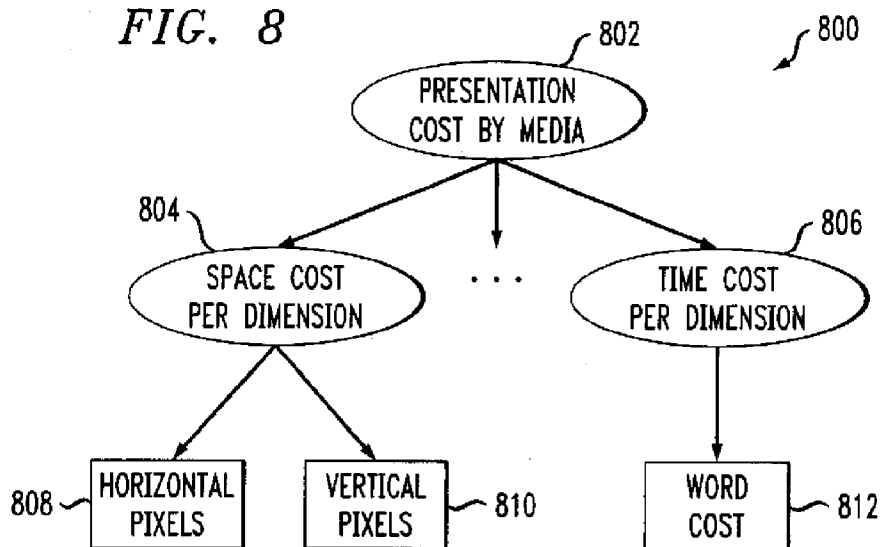 FIG. 8
802
800
PRESENTATION
COST BY MEDIA
804
806
SPACE COST
PER DIMENSION
. . .
TIME COST
PER DIMENSION
808
HORIZONTAL
PIXELS
VERTICAL
PIXELS
810
WORD
COST
812